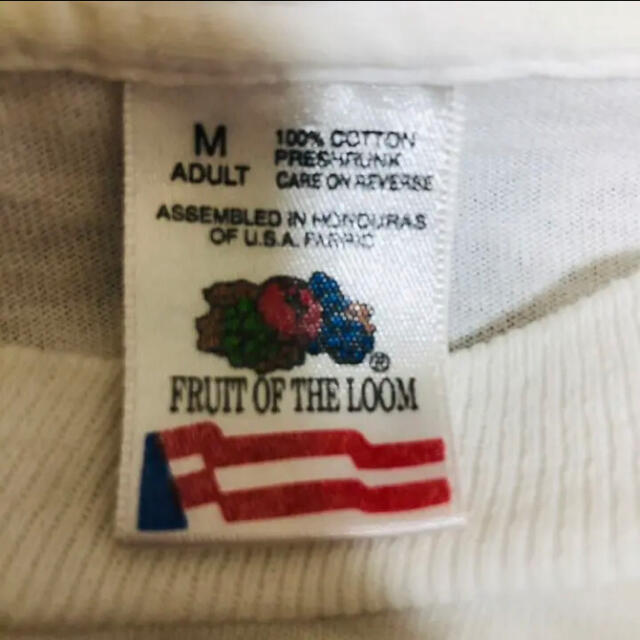 M
ADULT
100% COTTON
PRESHRUNK
CARE ON REVERSE
ASSEMBLED IN HONDURAS
OF U.S.A. FABRIC
®
FRUIT OF THE LOOM